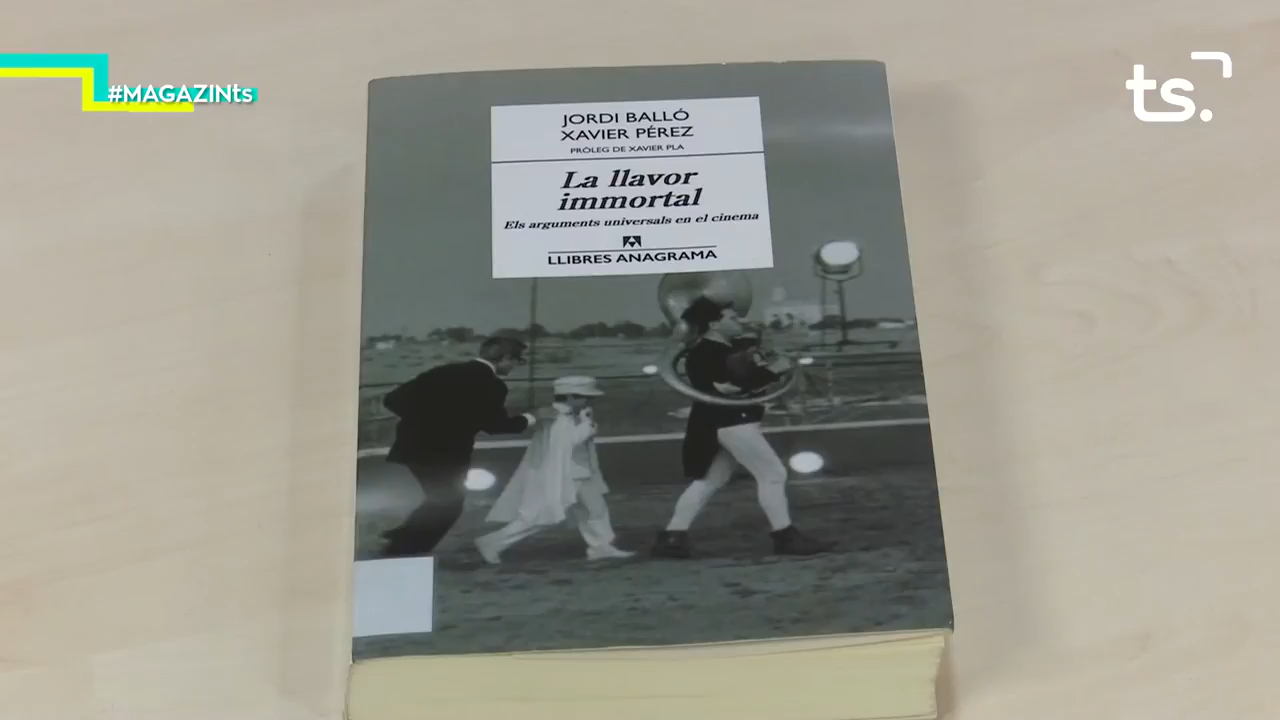 #MAGAZINts
ts.
JORDI BALLÓ
XAVIER PÉREZ
PRÒLEG DE XAVIER PLA
La llavor
immortal
Els arguments universals en el cinema
LLIBRES ANAGRAMA